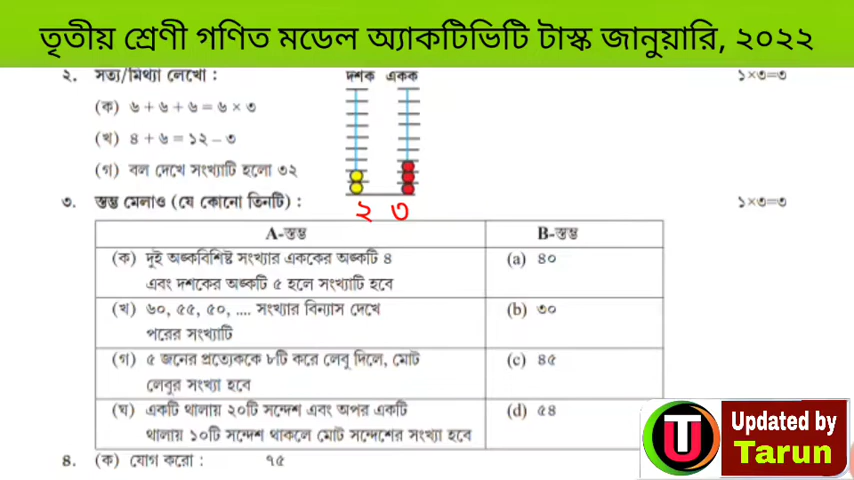 তৃতীয় শ্রেণী গণিত মডেল অ্যাকটিভিটি টাস্ক জানুয়ারি, ২০২২
২. সত্য/মিথ্যা লেখো : দশক একক ১×৩=৩
(ক) ৬ + ৬ + ৬ = ৬ × ৩
(খ) ৪ + ৬ = ১২ – ৩
(গ) বল দেখে সংখ্যাটি হলো ৩২
২ ৩
৩. স্তম্ভ মেলাও (যে কোনো তিনটি) : ১×৩=৩
A-স্তম্ভ B-স্তম্ভ
(ক) দুই অঙ্কবিশিষ্ট সংখ্যার এককের অঙ্কটি ৪ (a) ৪০
এবং দশকের অঙ্কটি ৫ হলে সংখ্যাটি হবে
(খ) ৬০, ৫৫, ৫০, .... সংখ্যার বিন্যাস দেখে (b) ৩০
পরের সংখ্যাটি
(গ) ৫ জনের প্রত্যেককে ৮টি করে লেবু দিলে, মোট (c) ৪৫
লেবুর সংখ্যা হবে
(ঘ) একটি থালায় ২০টি সন্দেশ এবং অপর একটি (d) ৫৪
থালায় ১০টি সন্দেশ থাকলে মোট সন্দেশের সংখ্যা হবে
৪. (ক) যোগ করো : ৭৫
U
Updated by
Tarun